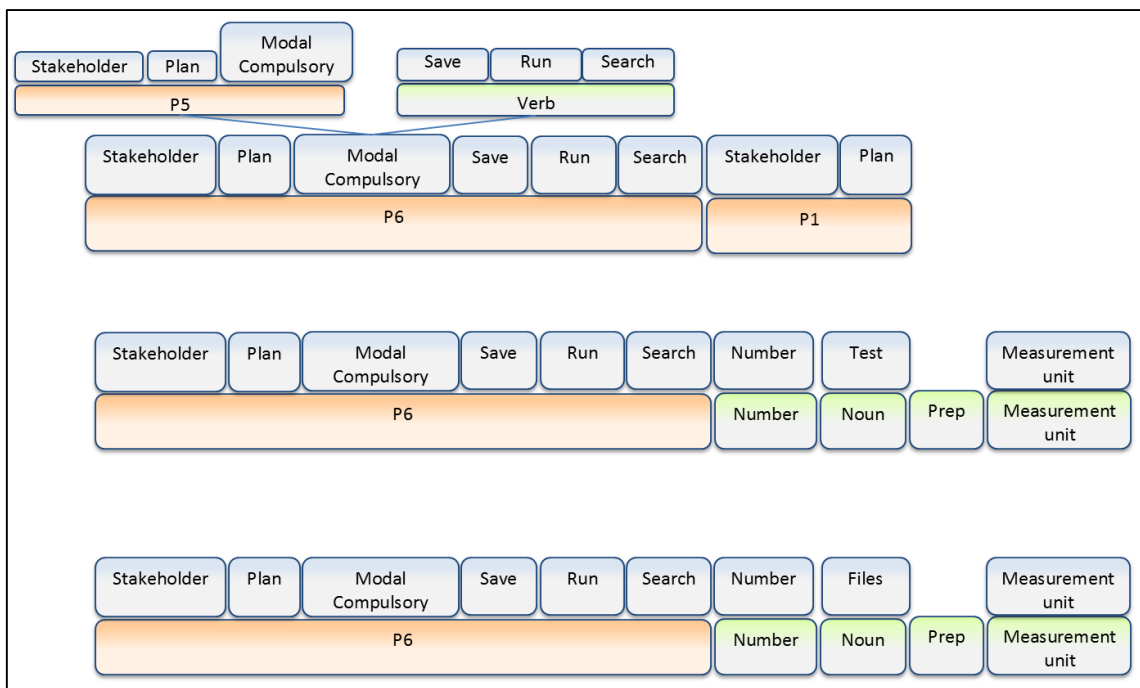 Stakeholder Plan Modal Compulsory Save Run Search
P5 Verb
Stakeholder Plan Modal Compulsory Save Run Search Stakeholder Plan
P6 P1
Stakeholder Plan Modal Compulsory Save Run Search Number Test Measurement unit
P6 Number Noun Prep Measurement unit
Stakeholder Plan Modal Compulsory Save Run Search Number Files Measurement unit
P6 Number Noun Prep Measurement unit